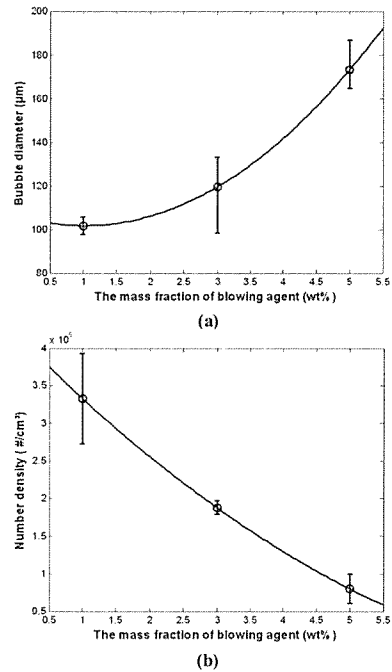 200
180
160
140
120
100
80
0.5 1 1.5 2 2.5 3 3.5 4 4.5 5 5.5
Bubble diameter (µm)
The mass fraction of blowing agent (wt% )
(a)
4
3.5
3
2.5
2
1.5
1
0.5
0.5 1 1.5 2 2.5 3 3.5 4 4.5 5 5.5
Number density ( #/cm³)
The mass fraction of blowing agent (wt% )
(b)